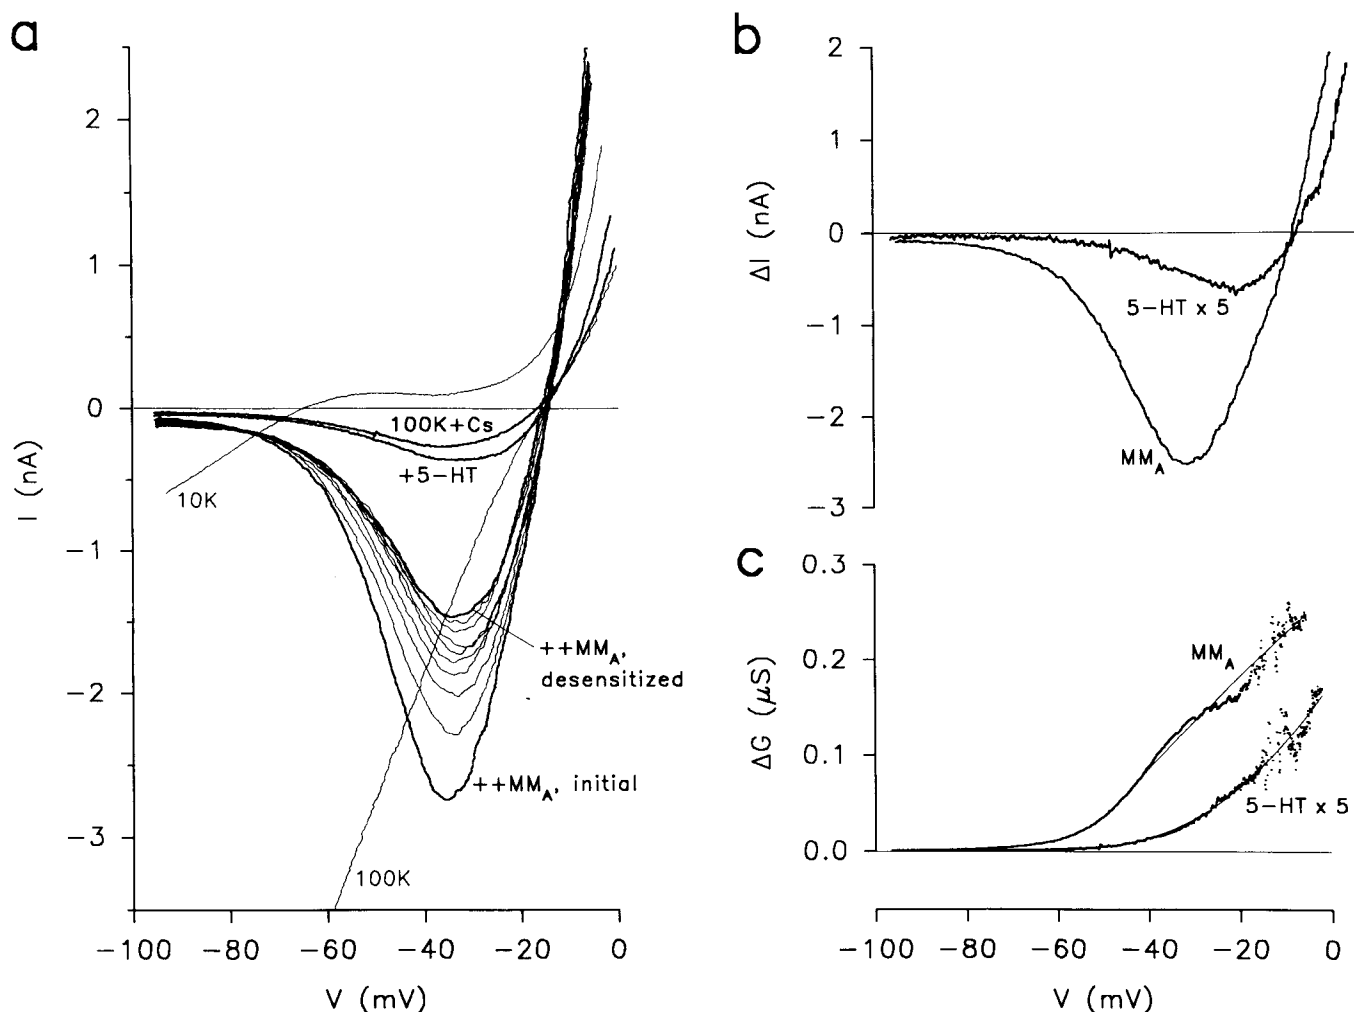 a
2
1
0
−1
−2
−3
I (nA)
10K
100K+Cs
+5−HT
++MM_A, desensitized
++MM_A, initial
100K
−100
−80
−60
−40
−20
0
V (mV)
b
2
1
0
−1
−2
−3
ΔI (nA)
5−HT x 5
MM_A
c
0.3
0.2
0.1
0.0
ΔG (μS)
MM_A
5−HT x 5
−100
−80
−60
−40
−20
0
V (mV)